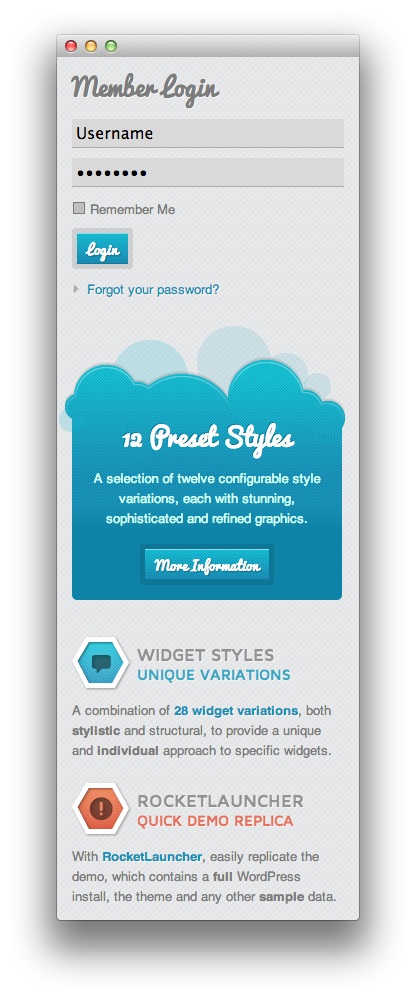 Member Login
Username
••••••••
Remember Me
Login
Forgot your password?
12 Preset Styles
A selection of twelve configurable style
variations, each with stunning,
sophisticated and refined graphics.
More Information
WIDGET STYLES
UNIQUE VARIATIONS
A combination of 28 widget variations, both
stylistic and structural, to provide a unique
and individual approach to specific widgets.
ROCKETLAUNCHER
QUICK DEMO REPLICA
With RocketLauncher, easily replicate the
demo, which contains a full WordPress
install, the theme and any other sample data.